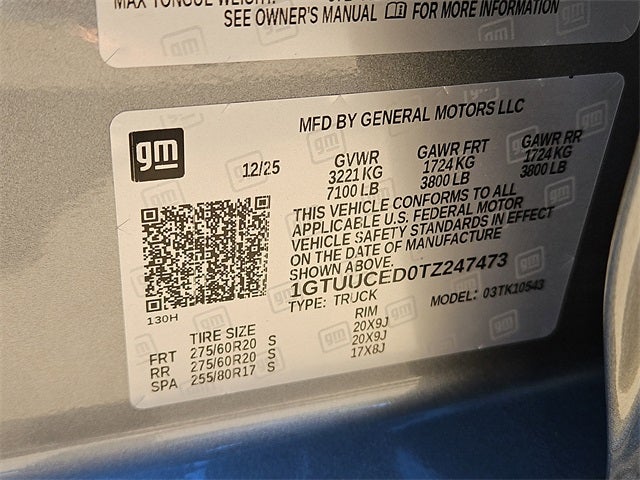 MAX TONGUE WEIGHT:
SEE OWNER'S MANUAL FOR MORE INFORMATION
MFD BY GENERAL MOTORS LLC
gm
12/25
GVWR GAWR FRT GAWR RR
3221 KG 1724 KG 1724 KG
7100 LB 3800 LB 3800 LB
THIS VEHICLE CONFORMS TO ALL
APPLICABLE U.S. FEDERAL MOTOR
VEHICLE SAFETY STANDARDS IN EFFECT
ON THE DATE OF MANUFACTURE
SHOWN ABOVE.
1GTUUCED0TZ247473
TYPE: TRUCK MODEL: 03TK10543
130H
TIRE SIZE RIM
FRT 275/60R20 S 20X9J
RR 275/60R20 S 20X9J
SPA 255/80R17 S 17X8J